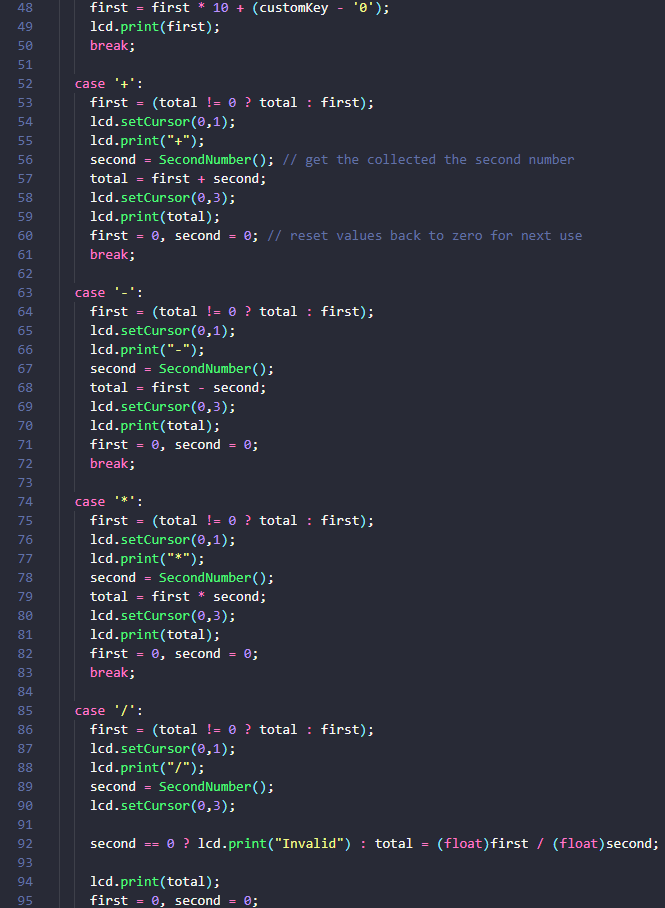 48 first = first * 10 + (customKey - '0');
49 lcd.print(first);
50 break;
51
52 case '+':
53 first = (total != 0 ? total : first);
54 lcd.setCursor(0,1);
55 lcd.print("+");
56 second = SecondNumber(); // get the collected the second number
57 total = first + second;
58 lcd.setCursor(0,3);
59 lcd.print(total);
60 first = 0, second = 0; // reset values back to zero for next use
61 break;
62
63 case '-':
64 first = (total != 0 ? total : first);
65 lcd.setCursor(0,1);
66 lcd.print("-");
67 second = SecondNumber();
68 total = first - second;
69 lcd.setCursor(0,3);
70 lcd.print(total);
71 first = 0, second = 0;
72 break;
73
74 case '*':
75 first = (total != 0 ? total : first);
76 lcd.setCursor(0,1);
77 lcd.print("*");
78 second = SecondNumber();
79 total = first * second;
80 lcd.setCursor(0,3);
81 lcd.print(total);
82 first = 0, second = 0;
83 break;
84
85 case '/':
86 first = (total != 0 ? total : first);
87 lcd.setCursor(0,1);
88 lcd.print("/");
89 second = SecondNumber();
90 lcd.setCursor(0,3);
91
92 second == 0 ? lcd.print("Invalid") : total = (float)first / (float)second;
93
94 lcd.print(total);
95 first = 0, second = 0;